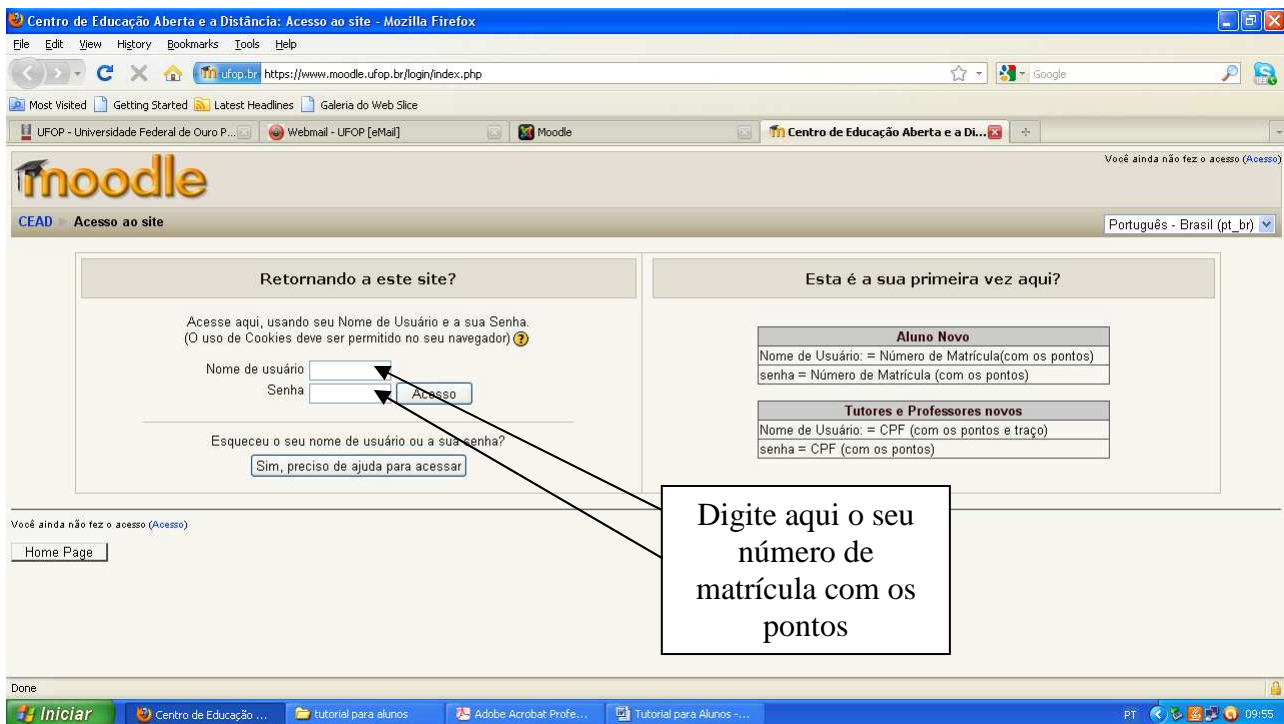 Centro de Educação Aberta e a Distância: Acesso ao site - Mozilla Firefox
File Edit View History Bookmarks Tools Help
ufop.br https://www.moodle.ufop.br/login/index.php
Google
Most Visited Getting Started Latest Headlines Galeria do Web Slice
UFOP - Universidade Federal de Ouro P... Webmail - UFOP [eMail] Moodle Centro de Educação Aberta e a Di...
moodle
Você ainda não fez o acesso (Acesso)
CEAD Acesso ao site
Português - Brasil (pt_br)
Retornando a este site?
Acesse aqui, usando seu Nome de Usuário e a sua Senha.
(O uso de Cookies deve ser permitido no seu navegador) ?
Nome de usuário
Senha
Acesso
Esqueceu o seu nome de usuário ou a sua senha?
Sim, preciso de ajuda para acessar
Esta é a sua primeira vez aqui?
Aluno Novo
Nome de Usuário: = Número de Matrícula(com os pontos)
senha = Número de Matrícula (com os pontos)
Tutores e Professores novos
Nome de Usuário: = CPF (com os pontos e traço)
senha = CPF (com os pontos)
Digite aqui o seu
número de
matrícula com os
pontos
Você ainda não fez o acesso (Acesso)
Home Page
Done
Iniciar Centro de Educação ... tutorial para alunos Adobe Acrobat Profe... Tutorial para Alunos -... PT 09:55